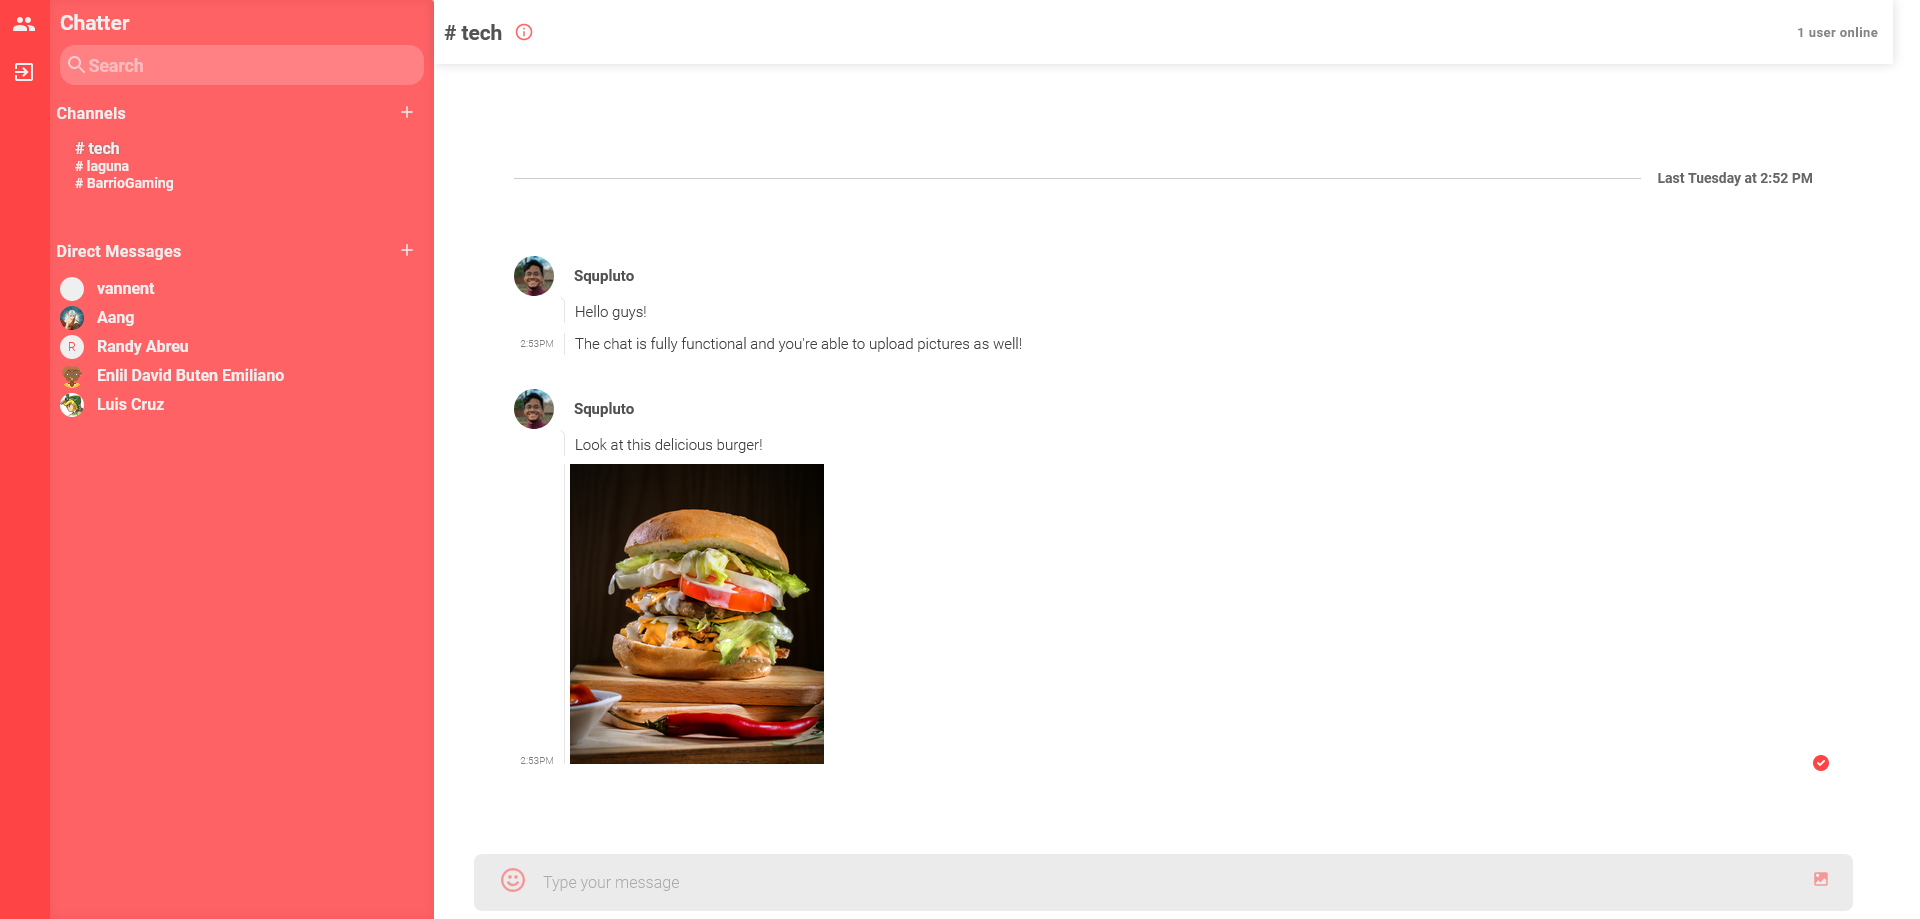 Chatter
Search
Channels
# tech
# laguna
# BarrioGaming
Direct Messages
vannent
Aang
R Randy Abreu
Enlil David Buten Emiliano
Luis Cruz
# tech
1 user online
Last Tuesday at 2:52 PM
Squpluto
Hello guys!
2:53PM The chat is fully functional and you're able to upload pictures as well!
Squpluto
Look at this delicious burger!
2:53PM
Type your message